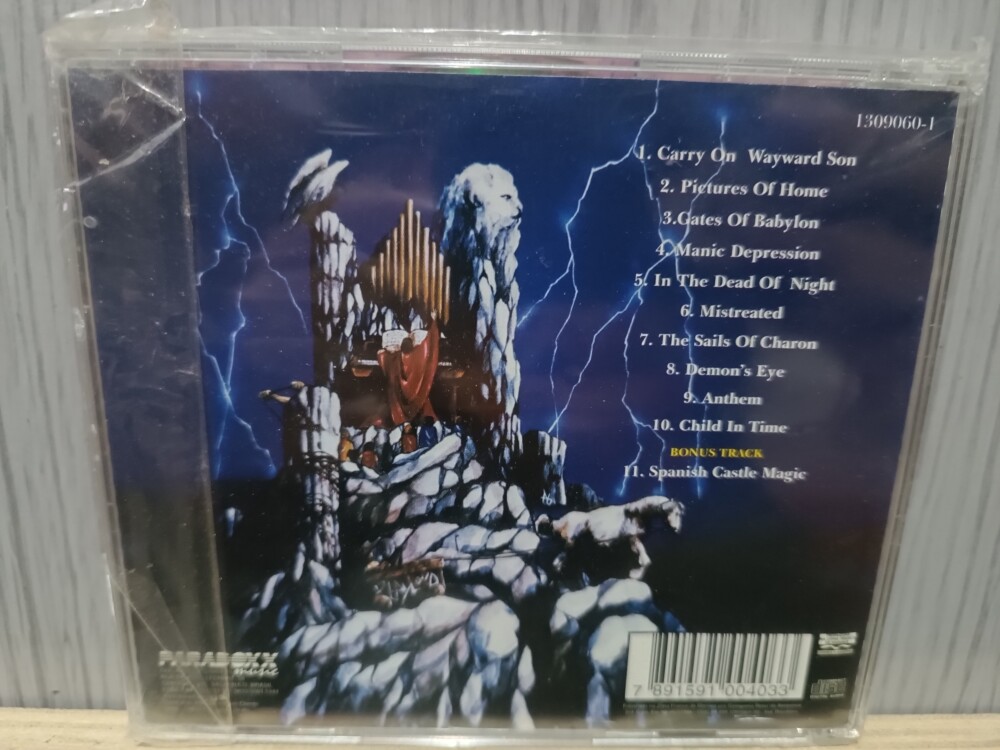 1309060-1
1. Carry On Wayward Son
2. Pictures Of Home
3.Gates Of Babylon
4. Manic Depression
5. In The Dead Of Night
6. Mistreated
7. The Sails Of Charon
8. Demon's Eye
9. Anthem
10. Child In Time
BONUS TRACK
11. Spanish Castle Magic
PARADOXX
music
7 891591 004033